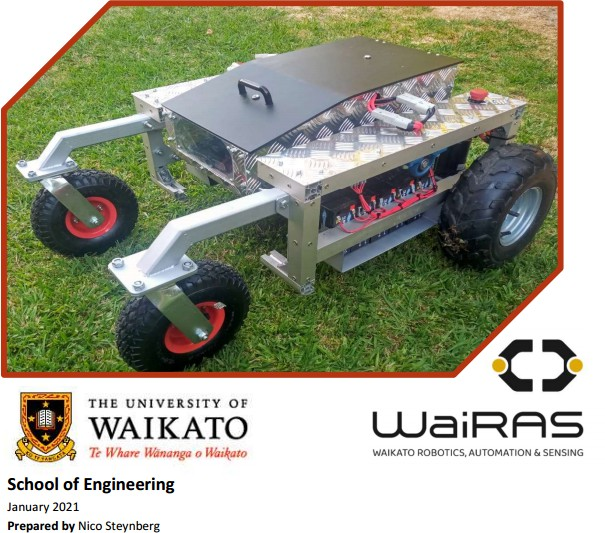 THE UNIVERSITY OF
WAIKATO
Te Whare Wānanga o Waikato
WaiRAS
WAIKATO ROBOTICS, AUTOMATION & SENSING
School of Engineering
January 2021
Prepared by Nico Steynberg